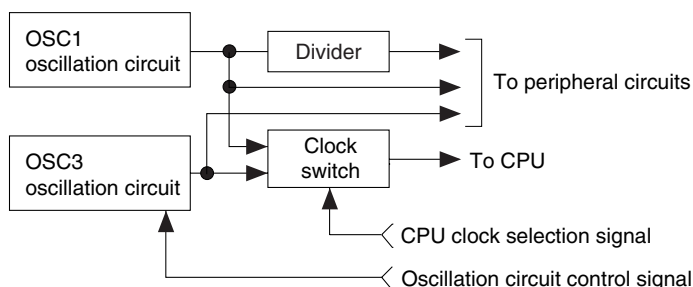 OSC1
oscillation circuit
Divider
To peripheral circuits
OSC3
oscillation circuit
Clock
switch
To CPU
CPU clock selection signal
Oscillation circuit control signal